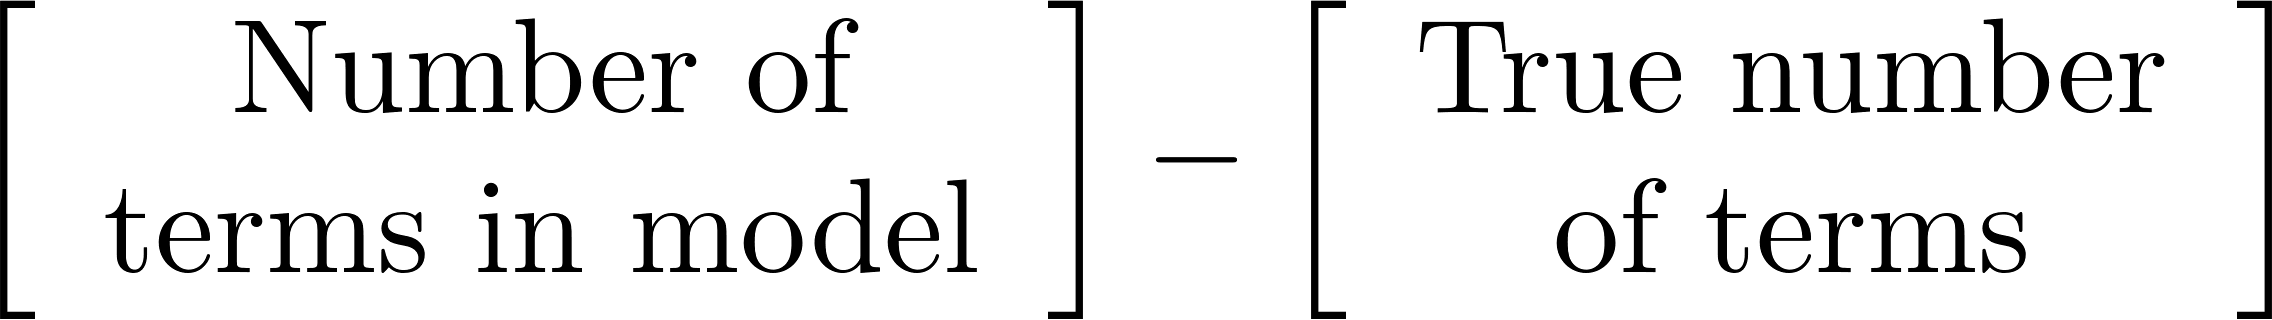 Number of
terms in model
−
True number
of terms